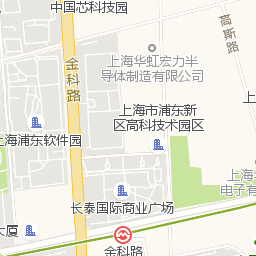 中国芯科技园
高斯路
上海华虹宏力半
导体制造有限公司
金科路
上海市浦东新
区高科技术园区
上
上海浦东软件园
上海
电子有
长泰国际商业广场
大厦
金科路